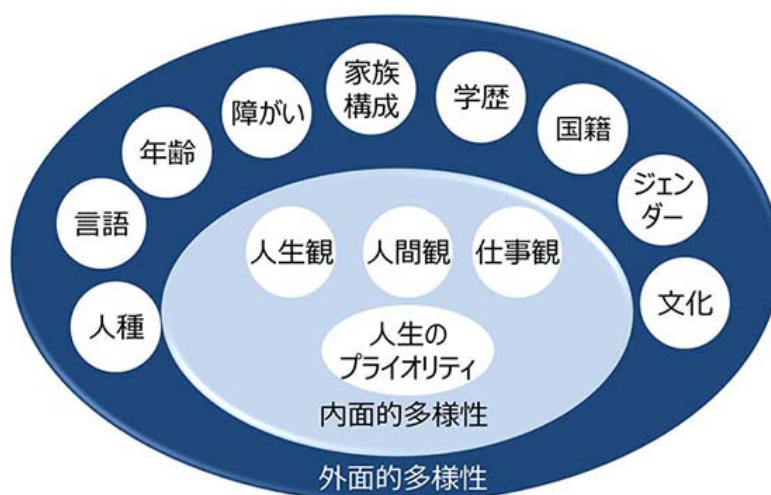 家族
構成
学歴
障がい
国籍
年齢
ジェン
ダー
言語
人生観
人間観
仕事観
文化
人種
人生の
プライオリティ
内面的多様性
外面的多様性